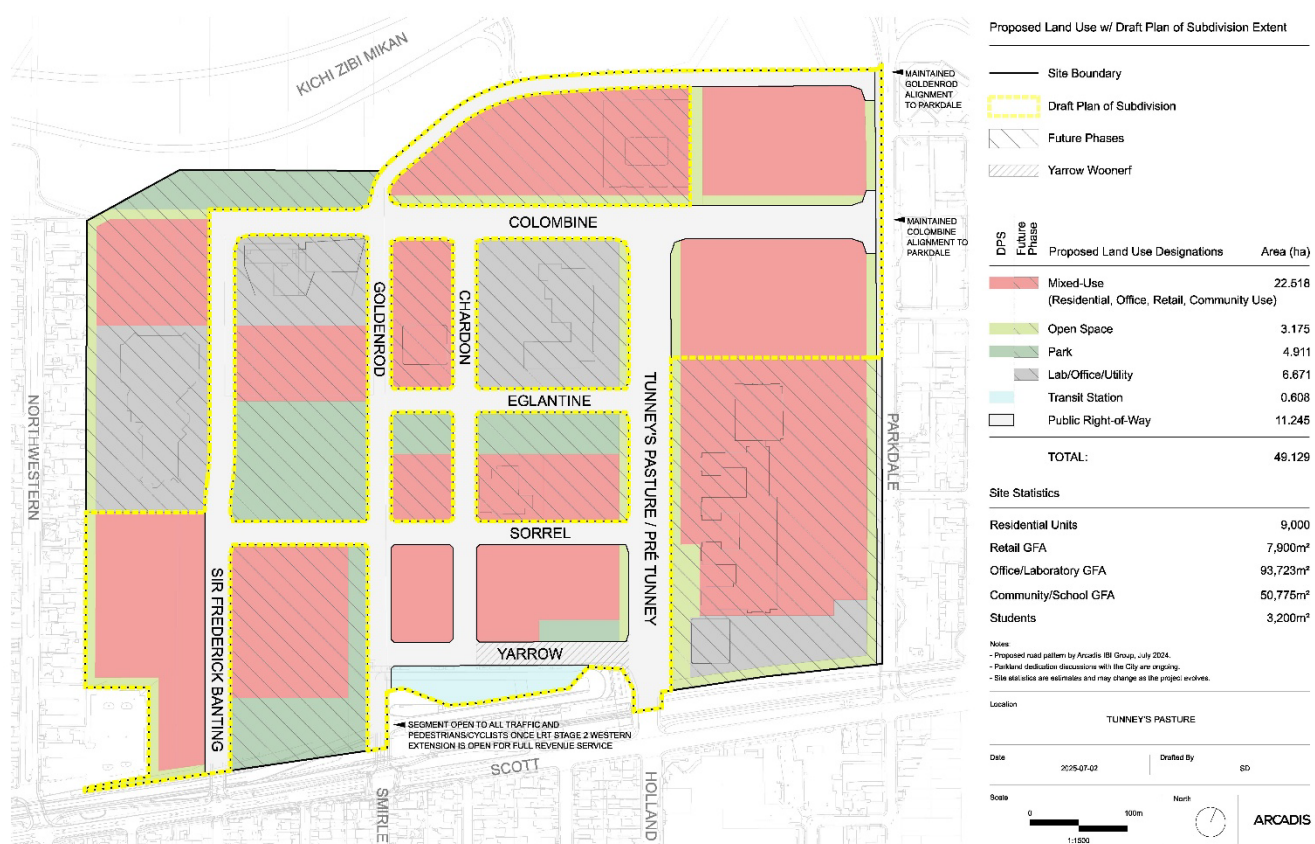 Proposed Land Use w/ Draft Plan of Subdivision Extent
Site Boundary
Draft Plan of Subdivision
Future Phases
Yarrow Woonerf
DPS
Future Phase
Proposed Land Use Designations Area (ha)
Mixed-Use 22.518
(Residential, Office, Retail, Community Use)
Open Space 3.175
Park 4.911
Lab/Office/Utility 6.671
Transit Station 0.608
Public Right-of-Way 11.245
TOTAL: 49.129
Site Statistics
Residential Units 9,000
Retail GFA 7,900m²
Office/Laboratory GFA 93,723m²
Community/School GFA 50,775m²
Students 3,200m²
Notes:
- Proposed road pattern by Arcadis IBI Group, July 2024.
- Parkland dedication discussions with the City are ongoing.
- Site statistics are estimates and may change as the project evolves.
Location
TUNNEY'S PASTURE
Date
2025-07-02
Drafted By
SD
Scale
0 100m
1:1500
North
ARCADIS
KICHI ZIBI MIKAN
MAINTAINED
GOLDENROD
ALIGNMENT
TO PARKDALE
COLOMBINE
MAINTAINED
COLOMBINE
ALIGNMENT TO
PARKDALE
GOLDENROD
CHARDON
EGLANTINE
TUNNEY'S PASTURE / PRÉ TUNNEY
NORTHWESTERN
PARKDALE
SORREL
SIR FREDERICK BANTING
YARROW
SEGMENT OPEN TO ALL TRAFFIC AND
PEDESTRIANS/CYCLISTS ONCE LRT STAGE 2 WESTERN
EXTENSION IS OPEN FOR FULL REVENUE SERVICE
SCOTT
SMIRLE
HOLLAND